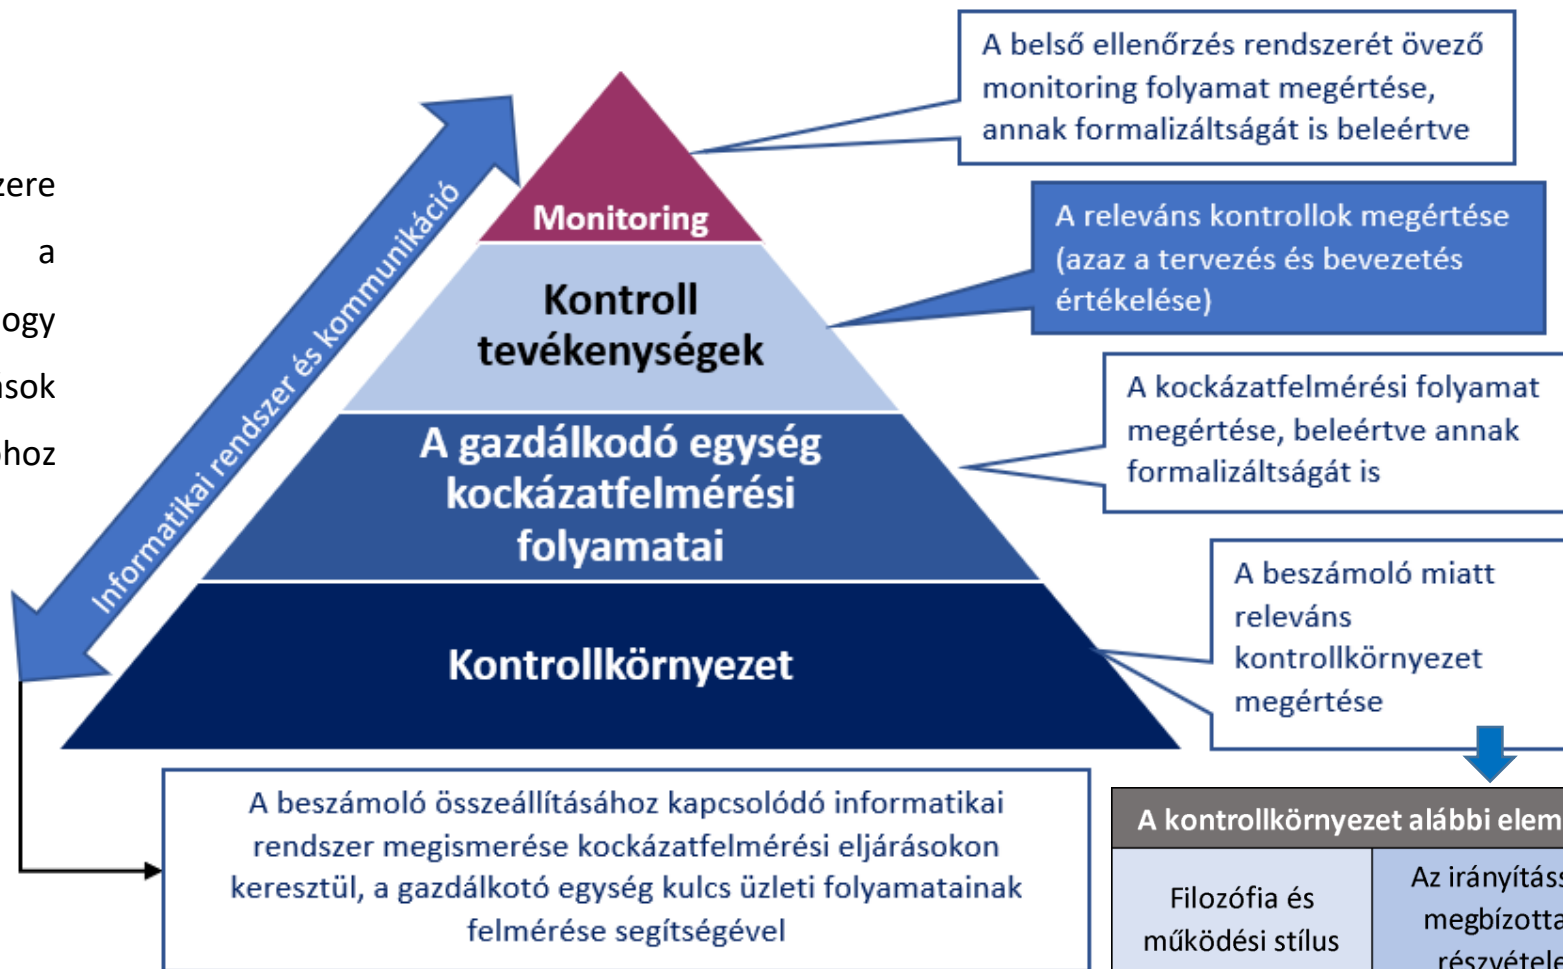 zere
a
ogy
sok
hoz
Informatikai rendszer és kommunikáció
Monitoring
Kontroll
tevékenységek
A gazdálkodó egység
kockázatfelmérési
folyamatai
Kontrollkörnyezet
A belső ellenőrzés rendszerét övező
monitoring folyamat megértése,
annak formalizáltságát is beleértve
A releváns kontrollok megértése
(azaz a tervezés és bevezetés
értékelése)
A kockázatfelmérési folyamat
megértése, beleértve annak
formalizáltságát is
A beszámoló miatt
releváns
kontrollkörnyezet
megértése
A beszámoló összeállításához kapcsolódó informatikai
rendszer megismerése kockázatfelmérési eljárásokon
keresztül, a gazdálkotó egység kulcs üzleti folyamatainak
felmérése segítségével
A kontrollkörnyezet alábbi elem
Filozófia és
működési stílus
Az irányításs
megbízotta
részvétele